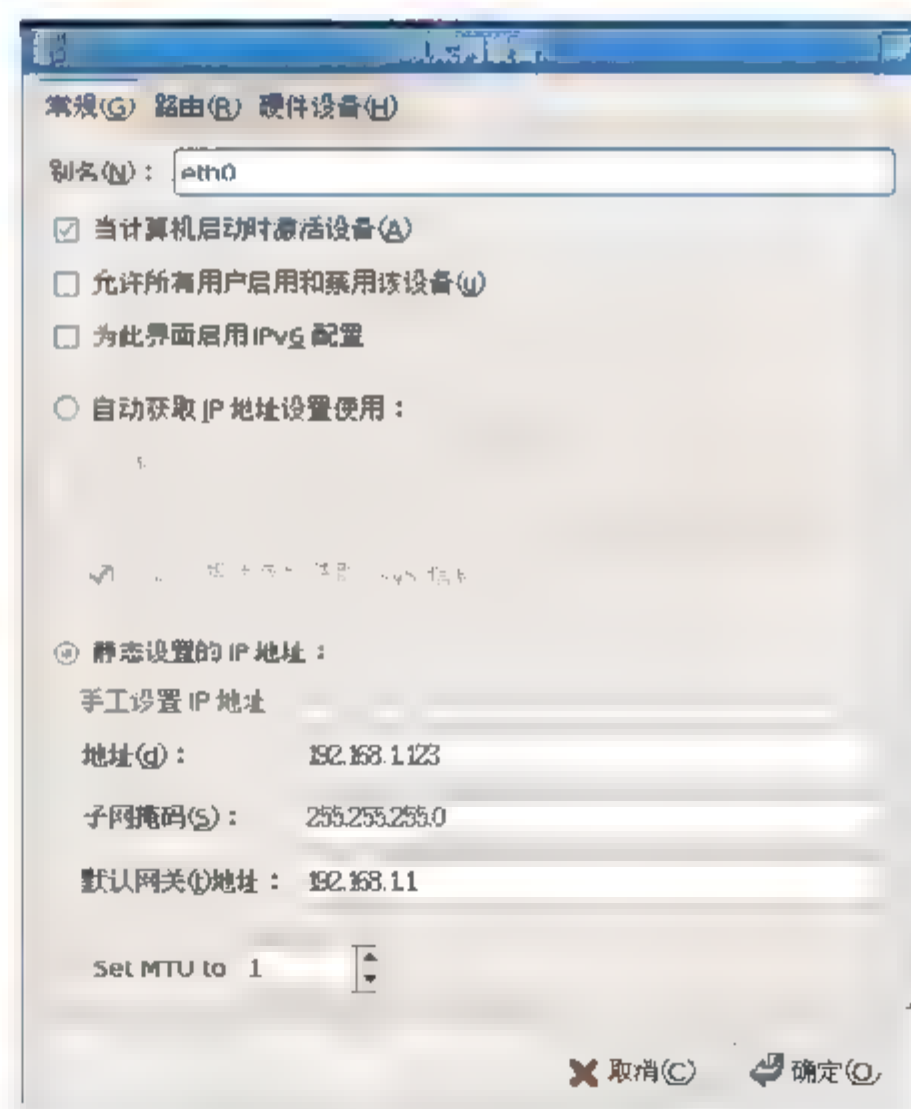 常规(G) 路由(R) 硬件设备(H)
别名(N)： eth0
当计算机启动时激活设备(A)
允许所有用户启用和禁用该设备(U)
为此界面启用 IPv6 配置
自动获取 IP 地址设置使用：
静态设置的 IP 地址：
手工设置 IP 地址
地址(d)： 192.168.1.123
子网掩码(S)： 255.255.255.0
默认网关(t)地址： 192.168.1.1
Set MTU to 1
取消(C) 确定(O)